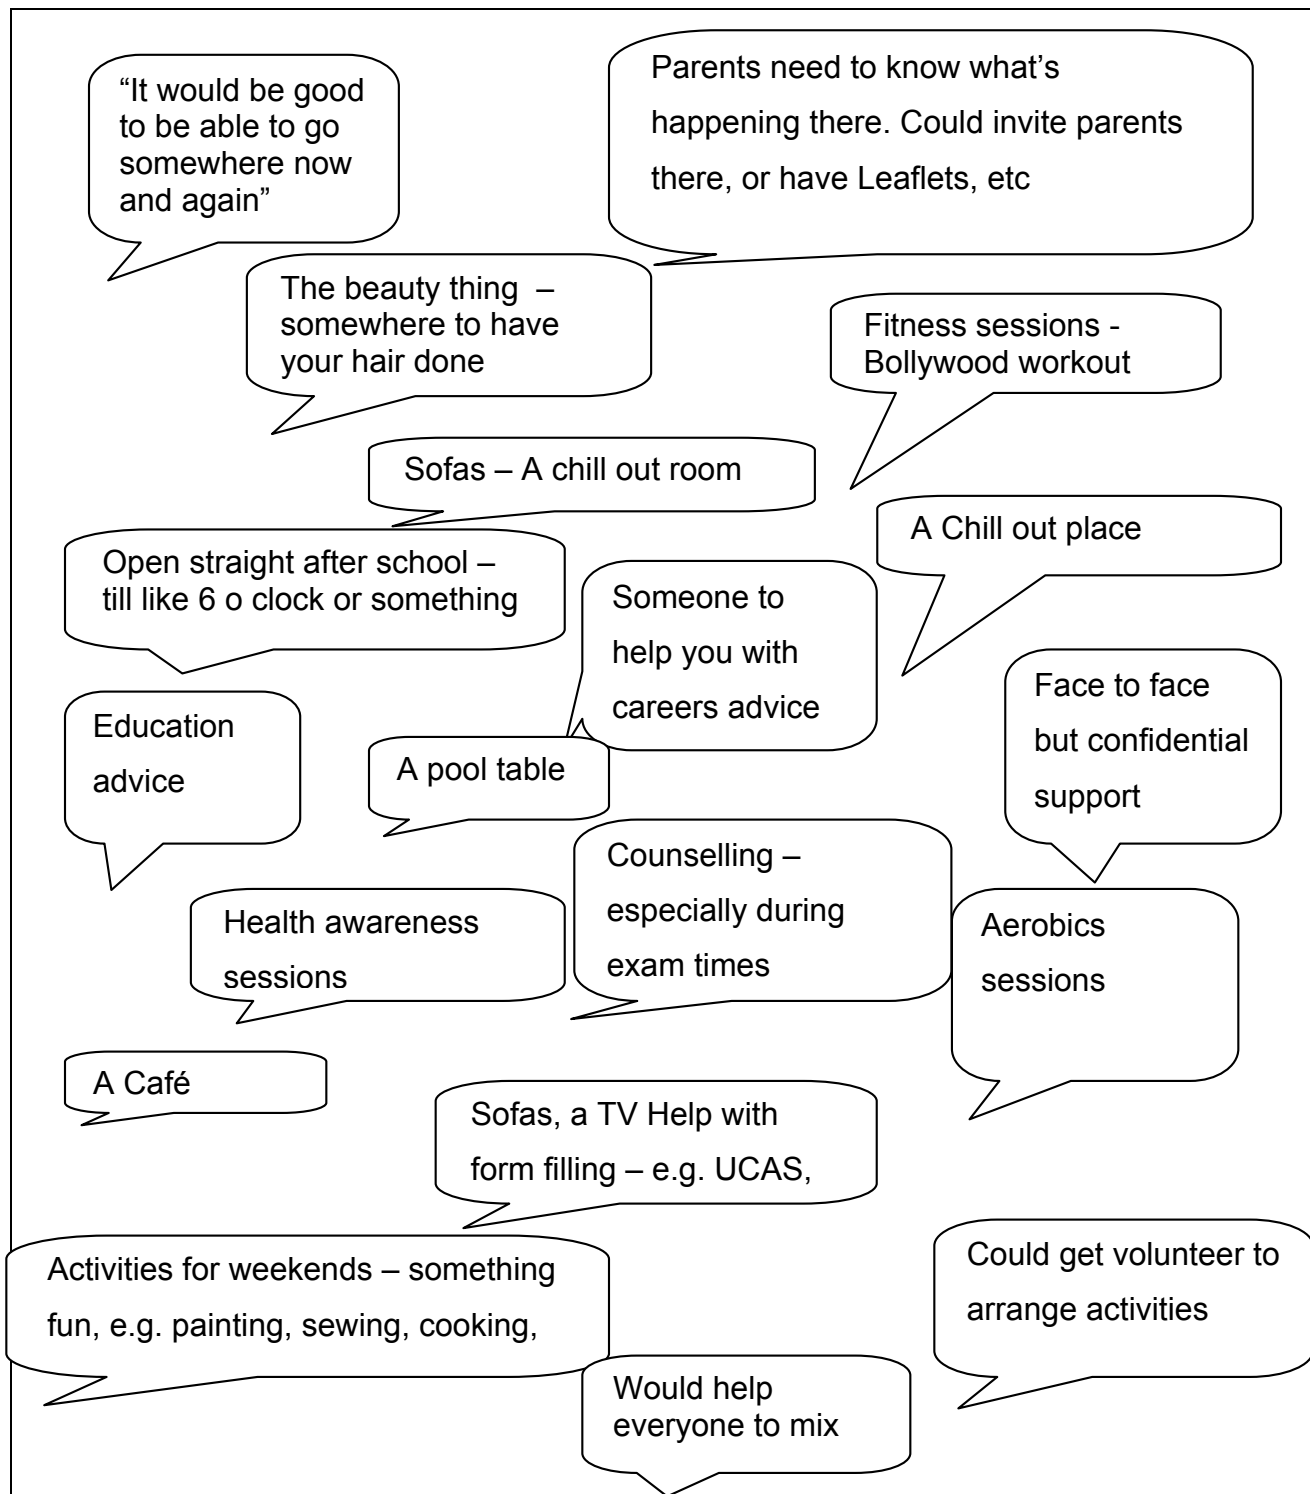 “It would be good
to be able to go
somewhere now
and again”
Parents need to know what’s
happening there. Could invite parents
there, or have Leaflets, etc
The beauty thing –
somewhere to have
your hair done
Fitness sessions -
Bollywood workout
Sofas – A chill out room
A Chill out place
Open straight after school –
till like 6 o clock or something
Someone to
help you with
careers advice
Face to face
but confidential
support
Education
advice
A pool table
Counselling –
especially during
exam times
Health awareness
sessions
Aerobics
sessions
A Café
Sofas, a TV Help with
form filling – e.g. UCAS,
Activities for weekends – something
fun, e.g. painting, sewing, cooking,
Could get volunteer to
arrange activities
Would help
everyone to mix